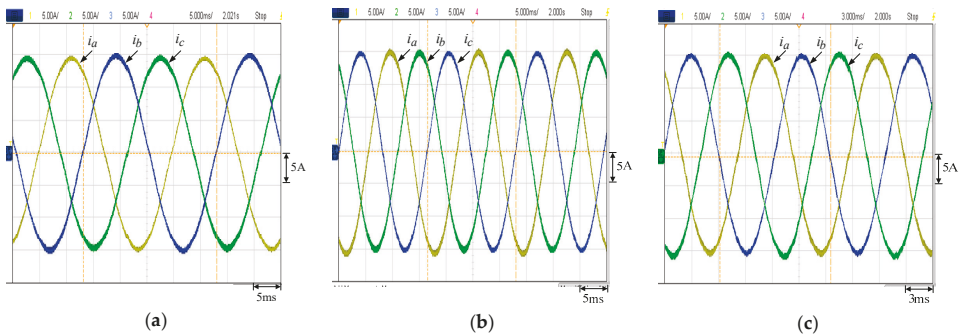 1 5.00A/ 2 5.00A/ 3 5.00A/ 4 5.000ms/ 2.021s Stop
i_a i_b i_c
5A
5ms
(a)
1 5.00A/ 2 5.00A/ 3 5.00A/ 4 5.000ms/ 2.000s Stop
i_a i_b i_c
5A
5ms
(b)
1 5.00A/ 2 5.00A/ 3 5.00A/ 4 3.000ms/ 2.000s Stop
i_a i_b i_c
5A
3ms
(c)